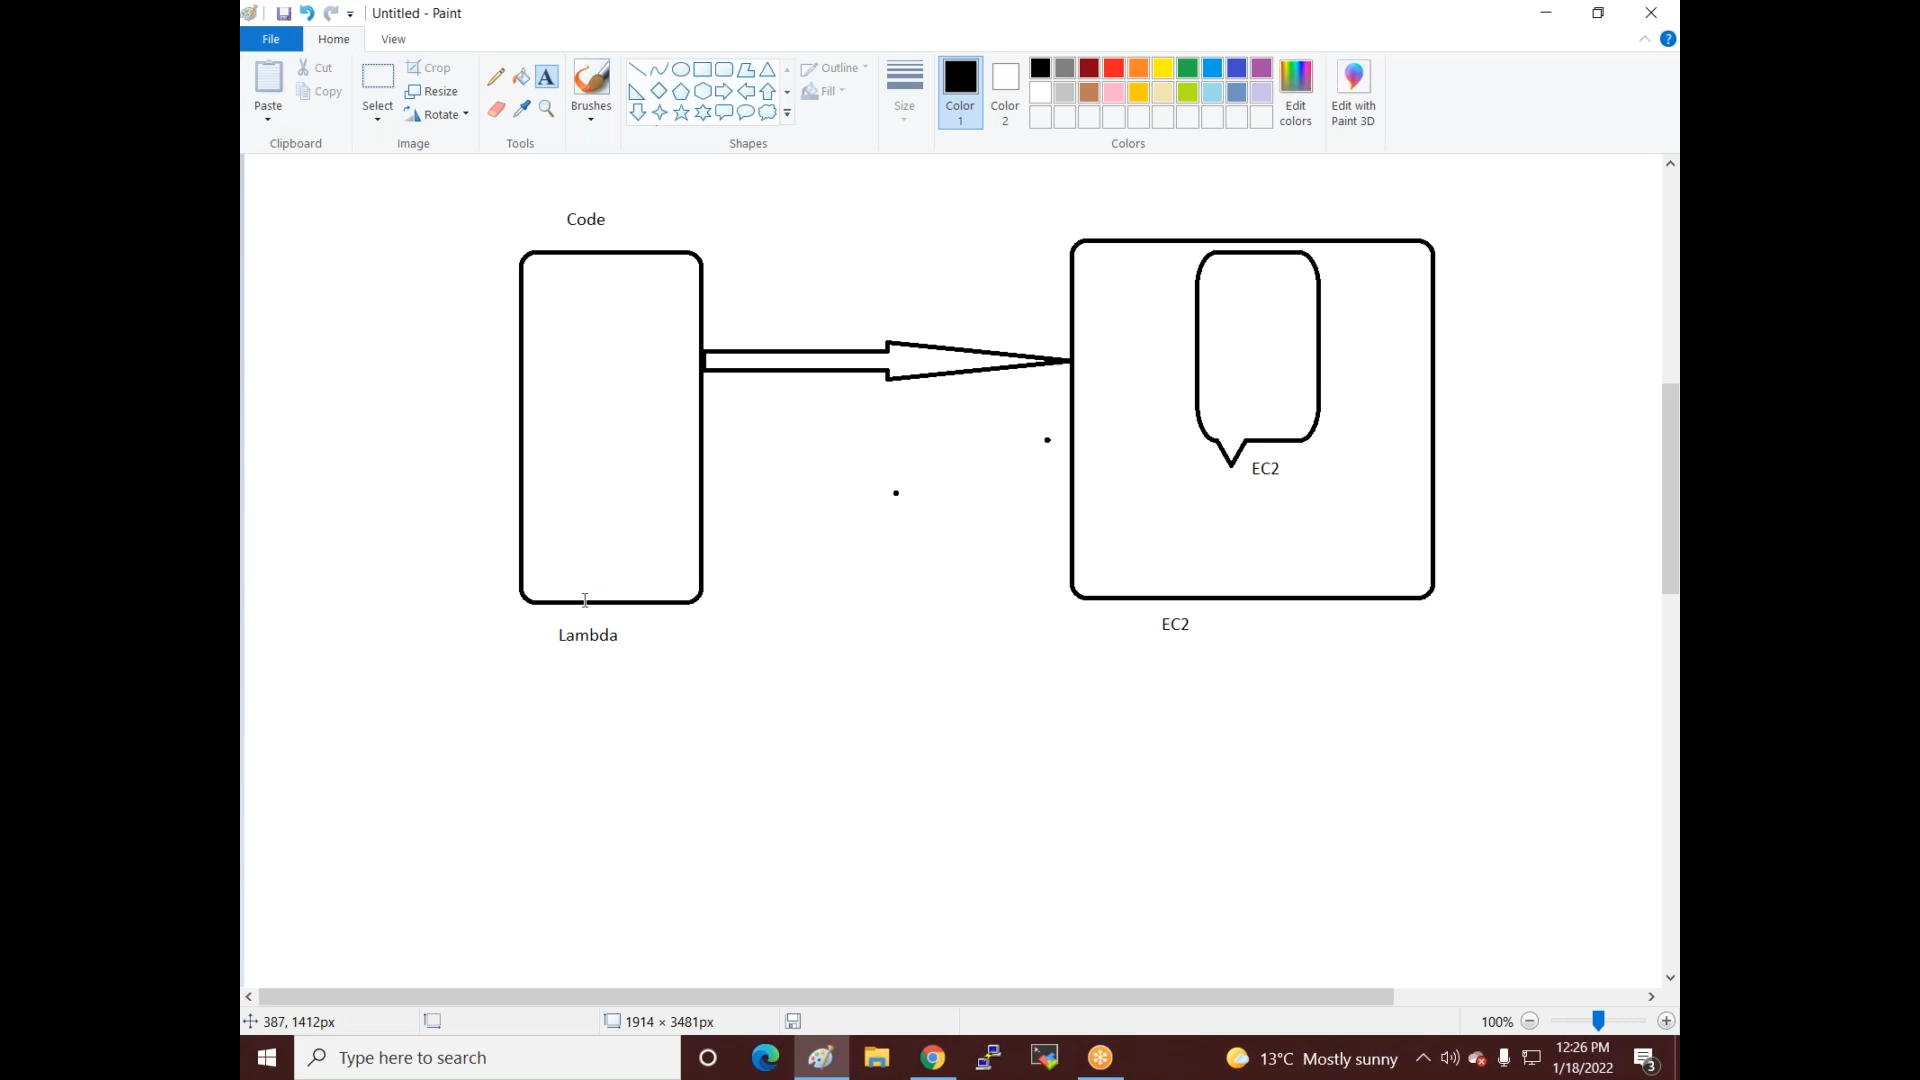 Untitled - Paint
File
Home
View
Paste
Cut
Copy
Clipboard
Select
Crop
Resize
Rotate
Image
A
Tools
Brushes
Shapes
Outline
Fill
Size
Color
1
Color
2
Edit
colors
Colors
Edit with
Paint 3D
?
Code
EC2
EC2
Lambda
387, 1412px
1914 × 3481px
100%
Type here to search
13°C Mostly sunny
12:26 PM
1/18/2022
3